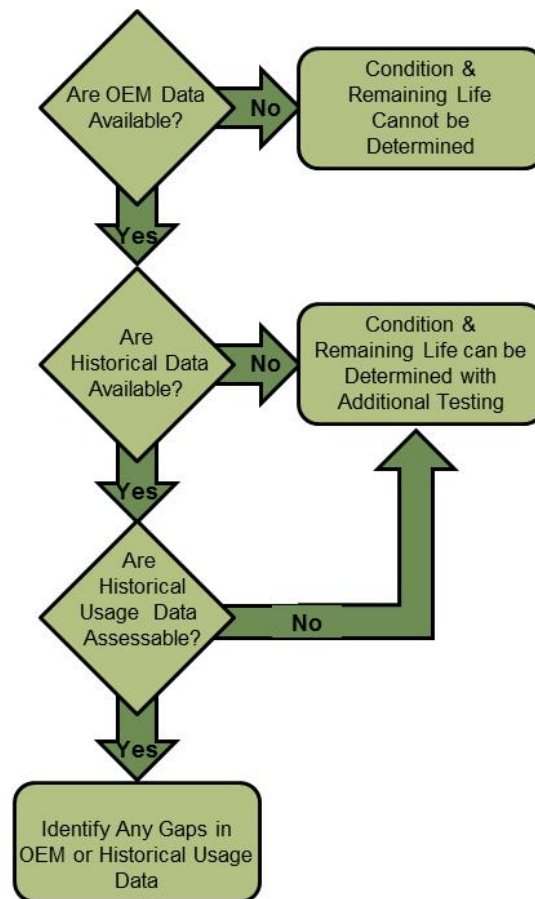 Are OEM Data
Available?
No
Condition &
Remaining Life
Cannot be
Determined
Yes
Are
Historical Data
Available?
No
Condition &
Remaining Life can be
Determined with
Additional Testing
Yes
Are
Historical
Usage Data
Assessable?
No
Yes
Identify Any Gaps in
OEM or Historical Usage
Data